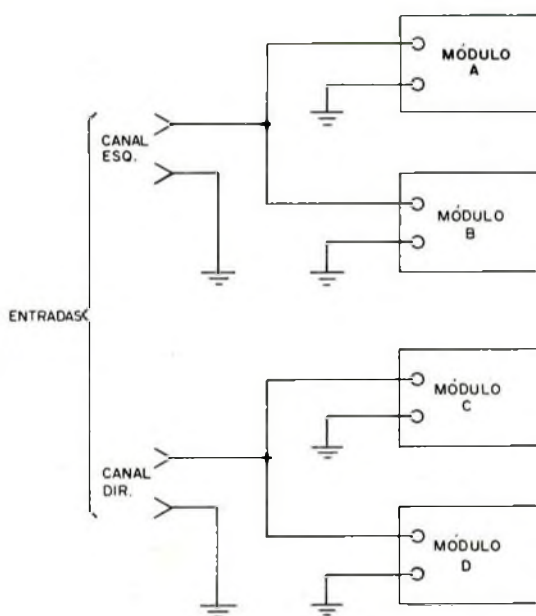 MÓDULO
A
CANAL
ESQ.
MÓDULO
B
ENTRADAS
MÓDULO
C
CANAL
DIR.
MÓDULO
D